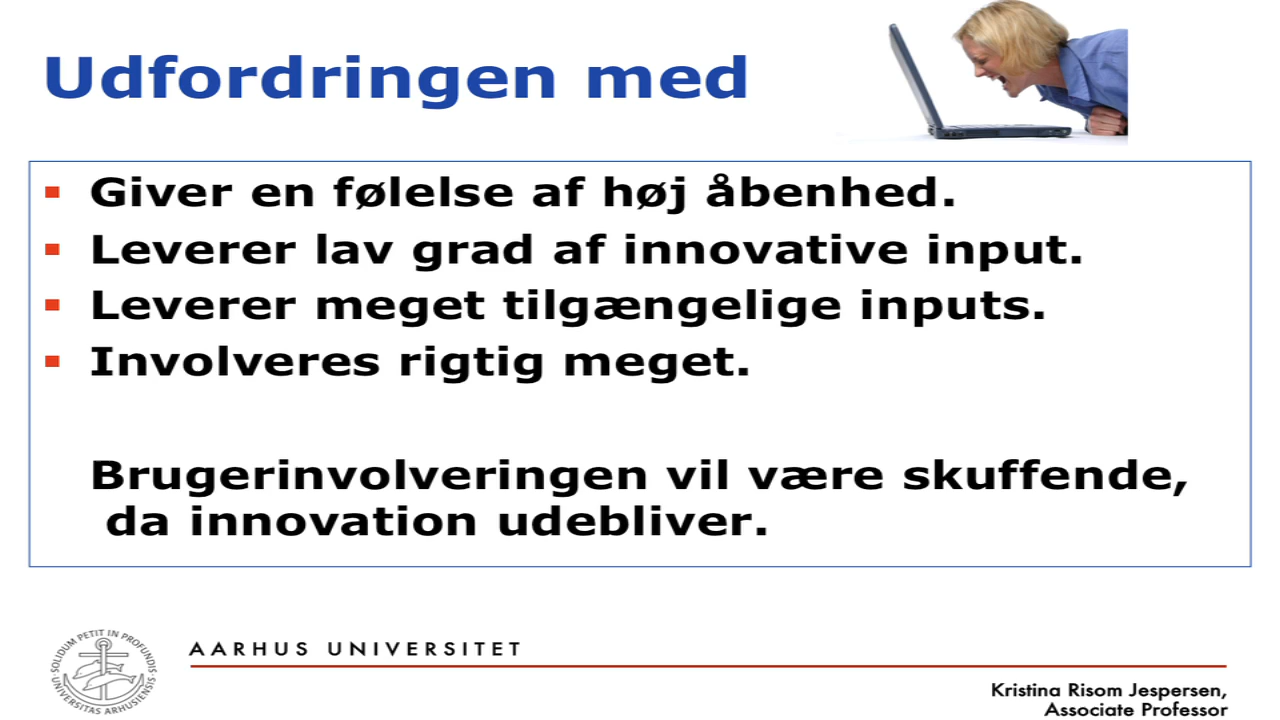 Udfordringen med
Giver en følelse af høj åbenhed.
Leverer lav grad af innovative input.
Leverer meget tilgængelige inputs.
Involveres rigtig meget.
Brugerinvolveringen vil være skuffende,
da innovation udebliver.
SOLIDUM PETIT IN PROFUNDIS
UNIVERSITAS ARHUSIENSIS
AARHUS UNIVERSITET
Kristina Risom Jespersen,
Associate Professor